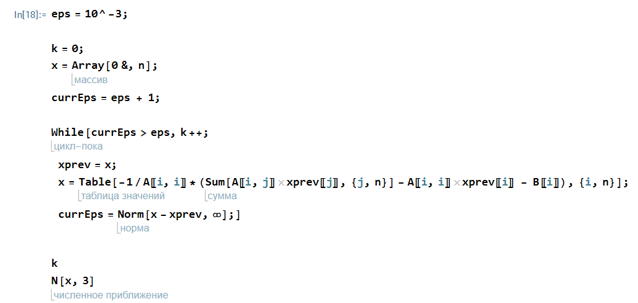 In[18]:= eps = 10^-3;
k = 0;
x = Array[0 &, n];
массив
currEps = eps + 1;
While[currEps > eps, k++;
цикл-пока
xprev = x;
x = Table[-1/A〚i, i〛*(Sum[A〚i, j〛×xprev〚j〛, {j, n}] - A〚i, i〛×xprev〚i〛 - B〚i〛), {i, n}];
таблица значений сумма
currEps = Norm[x - xprev, ∞];]
норма
k
N[x, 3]
численное приближение